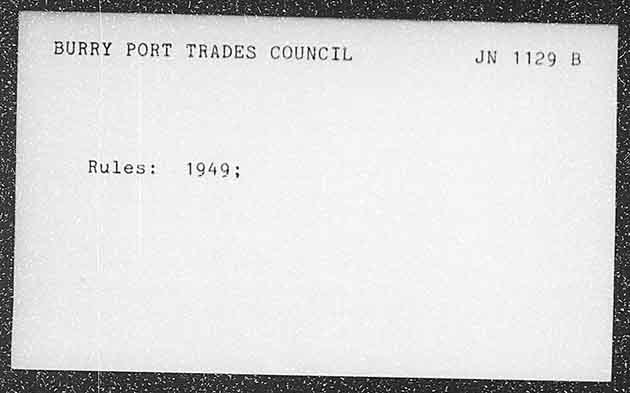 BURRY PORT TRADES COUNCIL JN 1129 B
Rules: 1949;